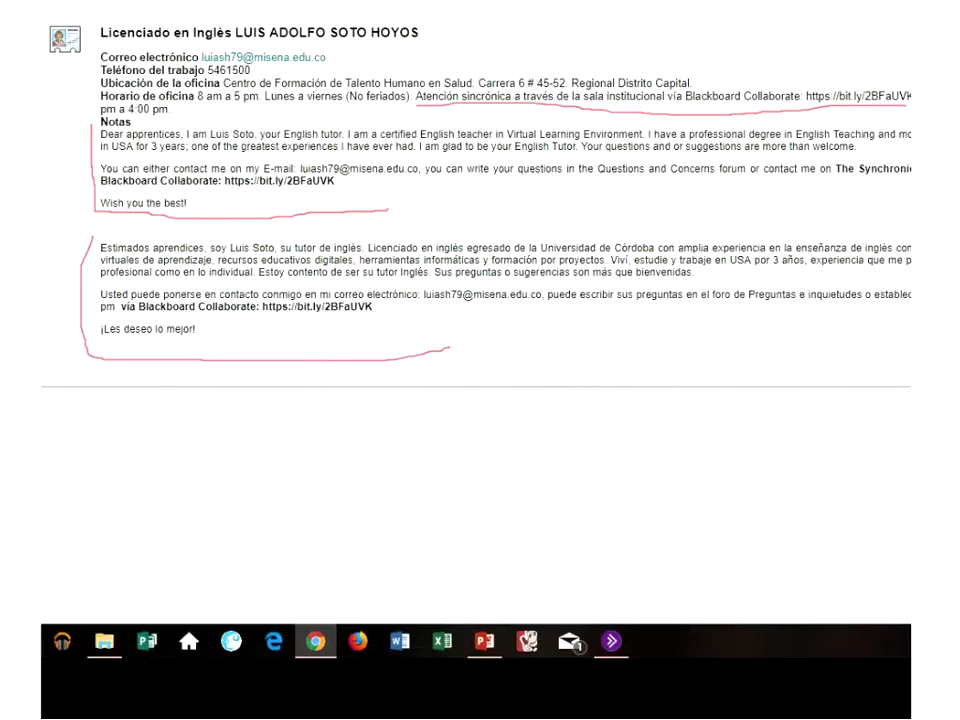 Licenciado en Inglès LUIS ADOLFO SOTO HOYOS
Correo electrónico luiash79@misena.edu.co
Teléfono del trabajo 5461500
Ubicación de la oficina Centro de Formación de Talento Humano en Salud. Carrera 6 # 45-52. Regional Distrito Capital.
Horario de oficina 8 am a 5 pm. Lunes a viernes (No feriados). Atención sincrónica a través de la sala institucional vía Blackboard Collaborate: https://bit.ly/2BFaUVK
pm a 4:00 pm.
Notas
Dear apprentices, I am Luis Soto, your English tutor. I am a certified English teacher in Virtual Learning Environment. I have a professional degree in English Teaching and
in USA for 3 years; one of the greatest experiences I have ever had. I am glad to be your English Tutor. Your questions and or suggestions are more than welcome.
You can either contact me on my E-mail: luiash79@misena.edu.co, you can write your questions in the Questions and Concerns forum or contact me on The Synchroni
Blackboard Collaborate: https://bit.ly/2BFaUVK
Wish you the best!
Estimados aprendices, soy Luis Soto, su tutor de inglés. Licenciado en inglés egresado de la Universidad de Córdoba con amplia experiencia en la enseñanza de inglés con
virtuales de aprendizaje, recursos educativos digitales, herramientas informáticas y formación por proyectos. Viví, estudie y trabaje en USA por 3 años, experiencia que me p
profesional como en lo individual. Estoy contento de ser su tutor Inglés. Sus preguntas o sugerencias son más que bienvenidas.
Usted puede ponerse en contacto conmigo en mi correo electrónico: luiash79@misena.edu.co, puede escribir sus preguntas en el foro de Preguntas e inquietudes o establec
pm vía Blackboard Collaborate: https://bit.ly/2BFaUVK
¡Les deseo lo mejor!
1